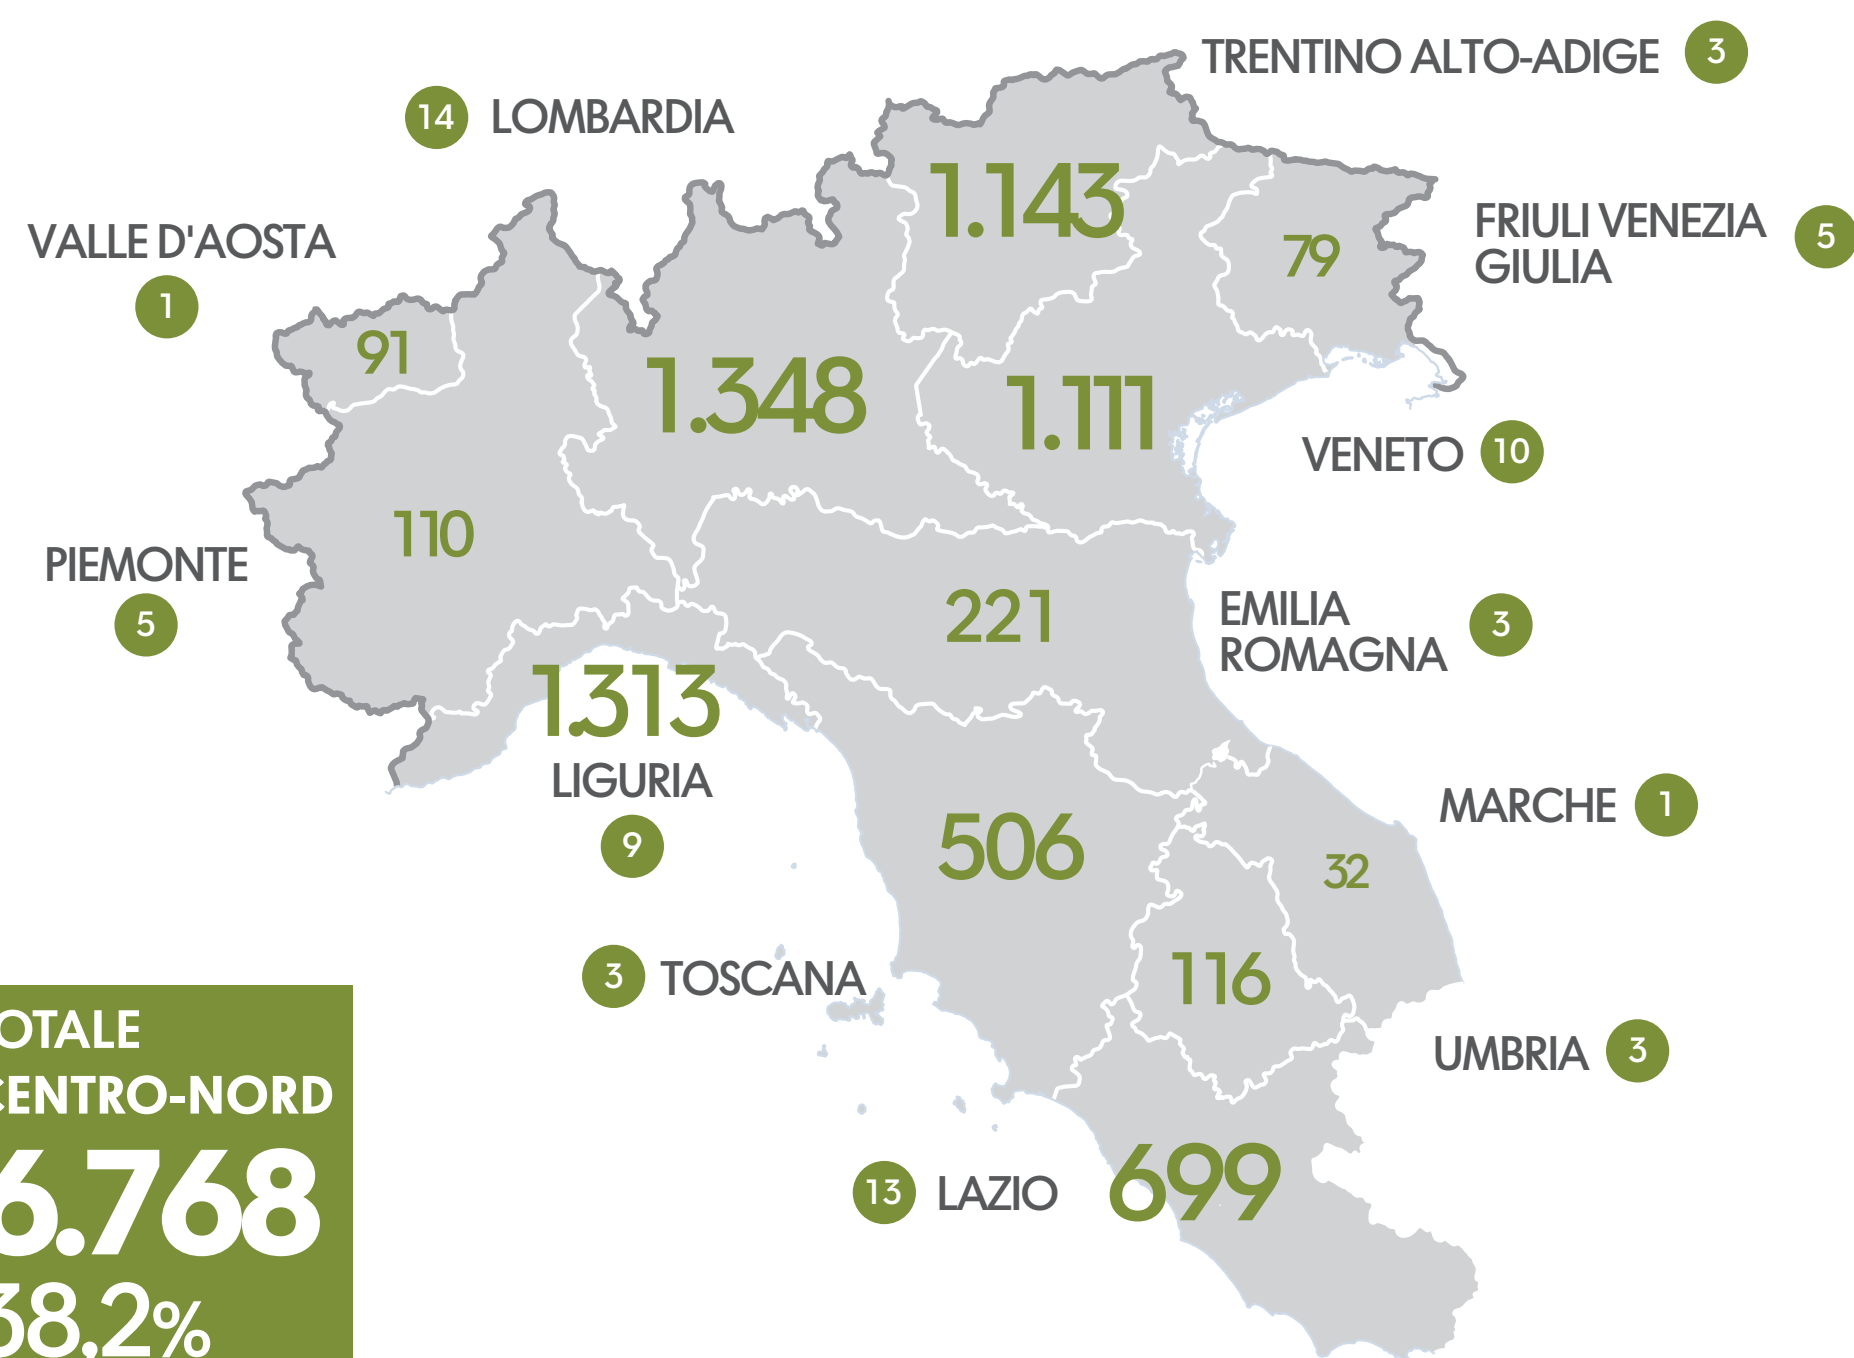 TRENTINO ALTO-ADIGE 3
14 LOMBARDIA
1.143
VALLE D'AOSTA
1
FRIULI VENEZIA
GIULIA
5
79
91
1.348
1.111
VENETO 10
110
PIEMONTE
5
221
EMILIA
ROMAGNA
3
1.313
LIGURIA
9
506
MARCHE 1
32
3 TOSCANA
116
UMBRIA 3
13 LAZIO 699
OTALE
CENTRO-NORD
6.768
38,2%